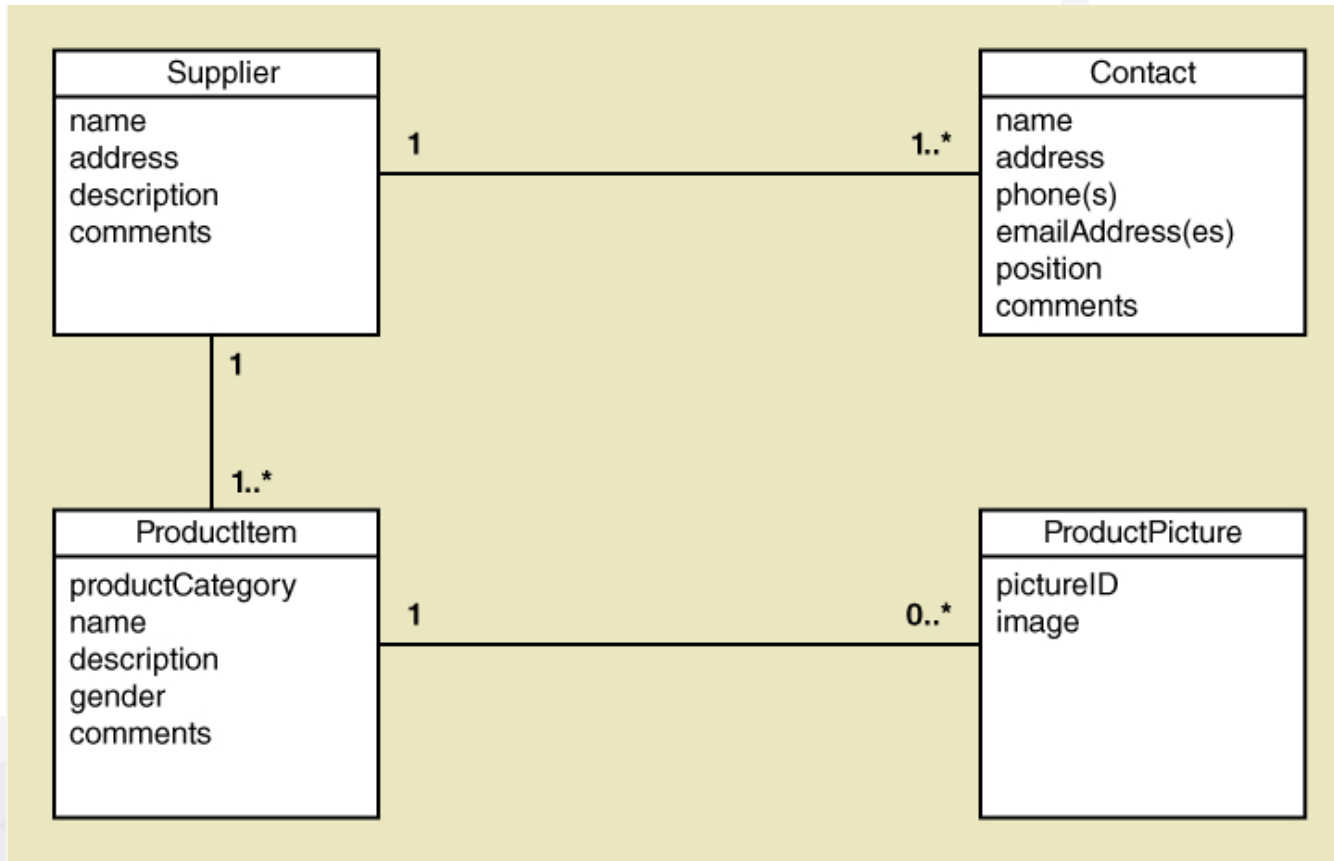 Supplier
name
address
description
comments
1
1..*
Contact
name
address
phone(s)
emailAddress(es)
position
comments
1
1..*
ProductItem
productCategory
name
description
gender
comments
1
0..*
ProductPicture
pictureID
image